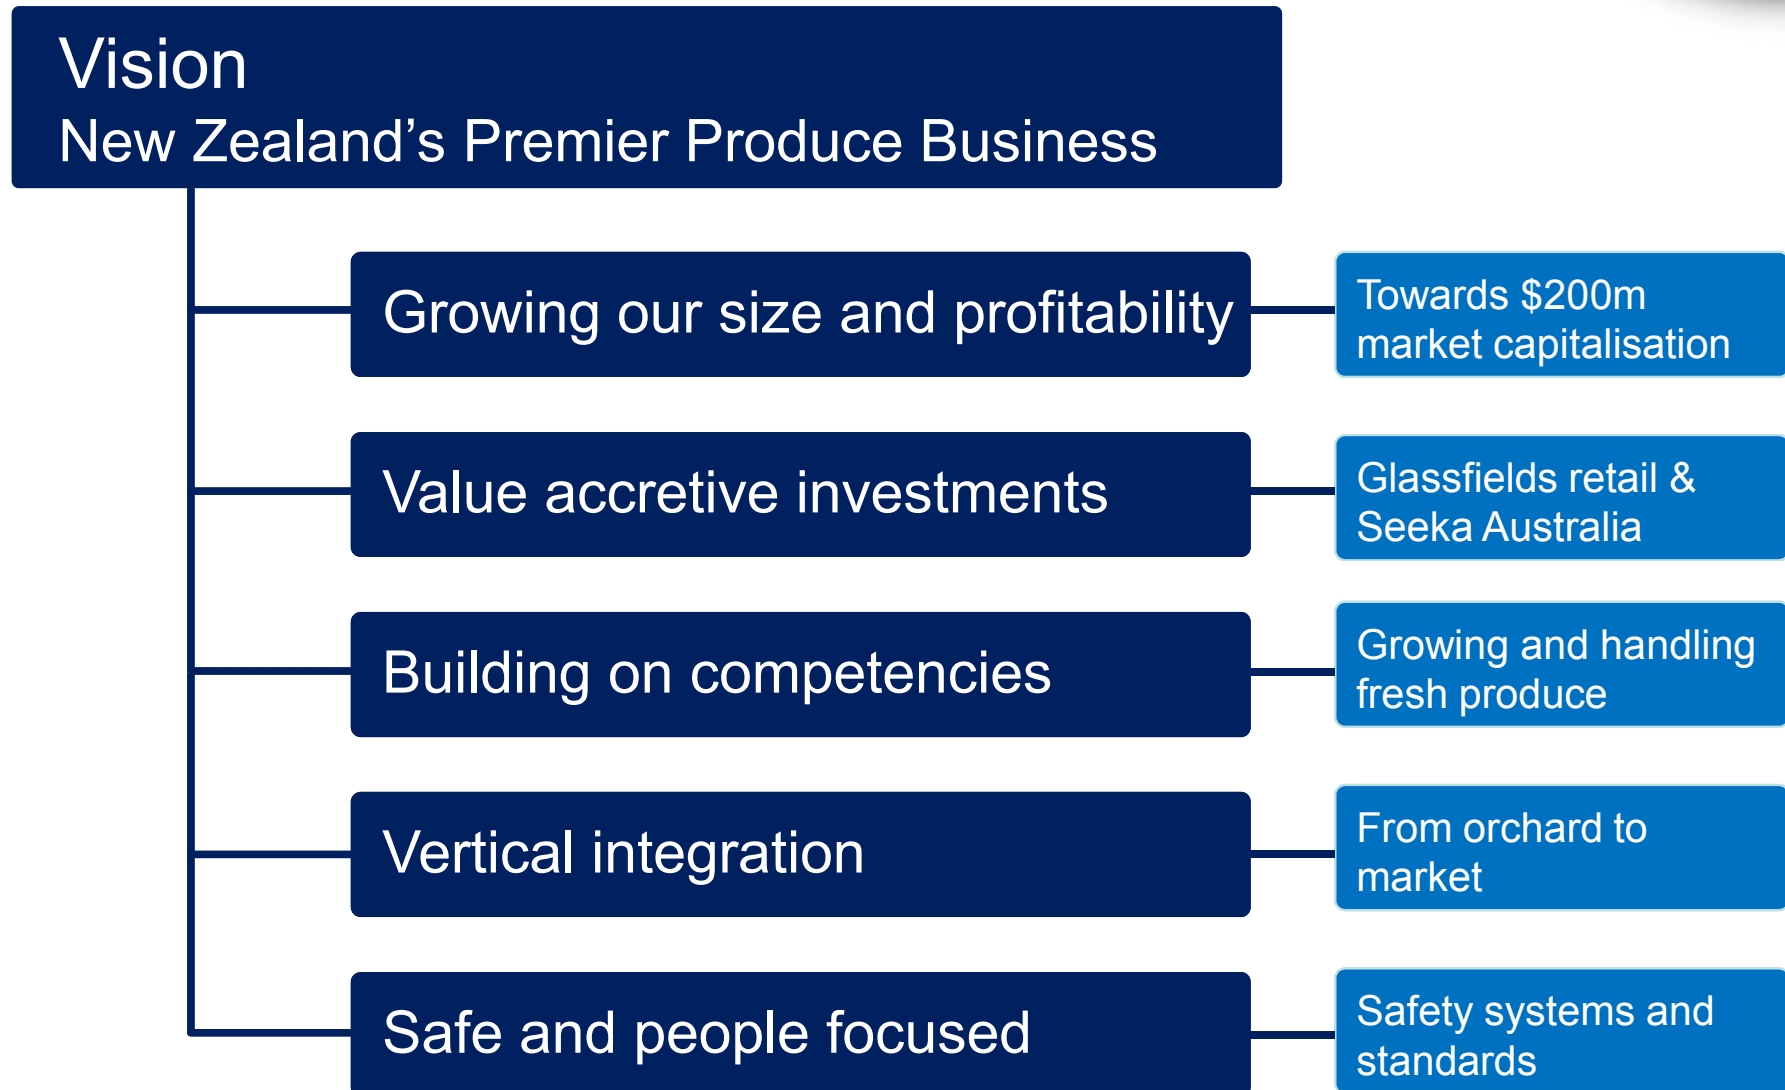 Vision
New Zealand’s Premier Produce Business
Growing our size and profitability
Towards $200m
market capitalisation
Value accretive investments
Glassfields retail &
Seeka Australia
Building on competencies
Growing and handling
fresh produce
Vertical integration
From orchard to
market
Safe and people focused
Safety systems and
standards